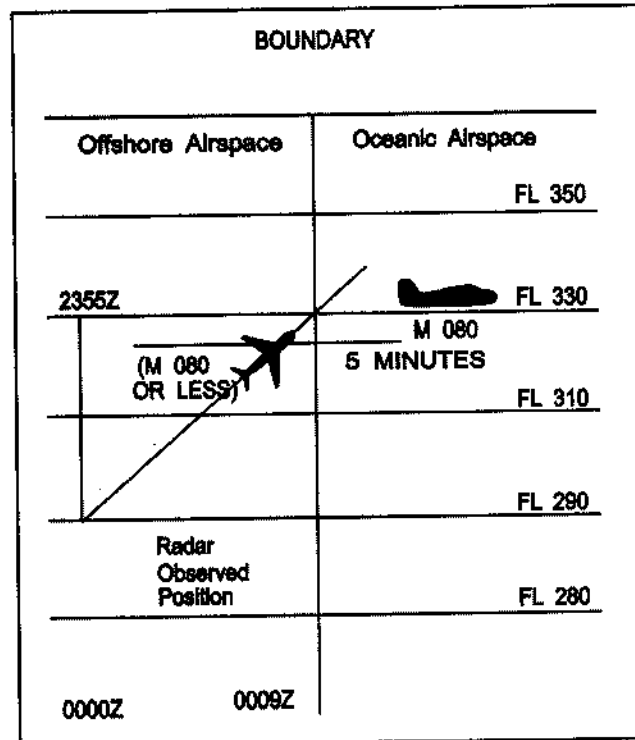 BOUNDARY
Offshore Airspace
Oceanic Airspace
FL 350
2355Z
FL 330
M 080
(M 080
OR LESS)
5 MINUTES
FL 310
FL 290
Radar
Observed
Position
FL 280
0000Z
0009Z